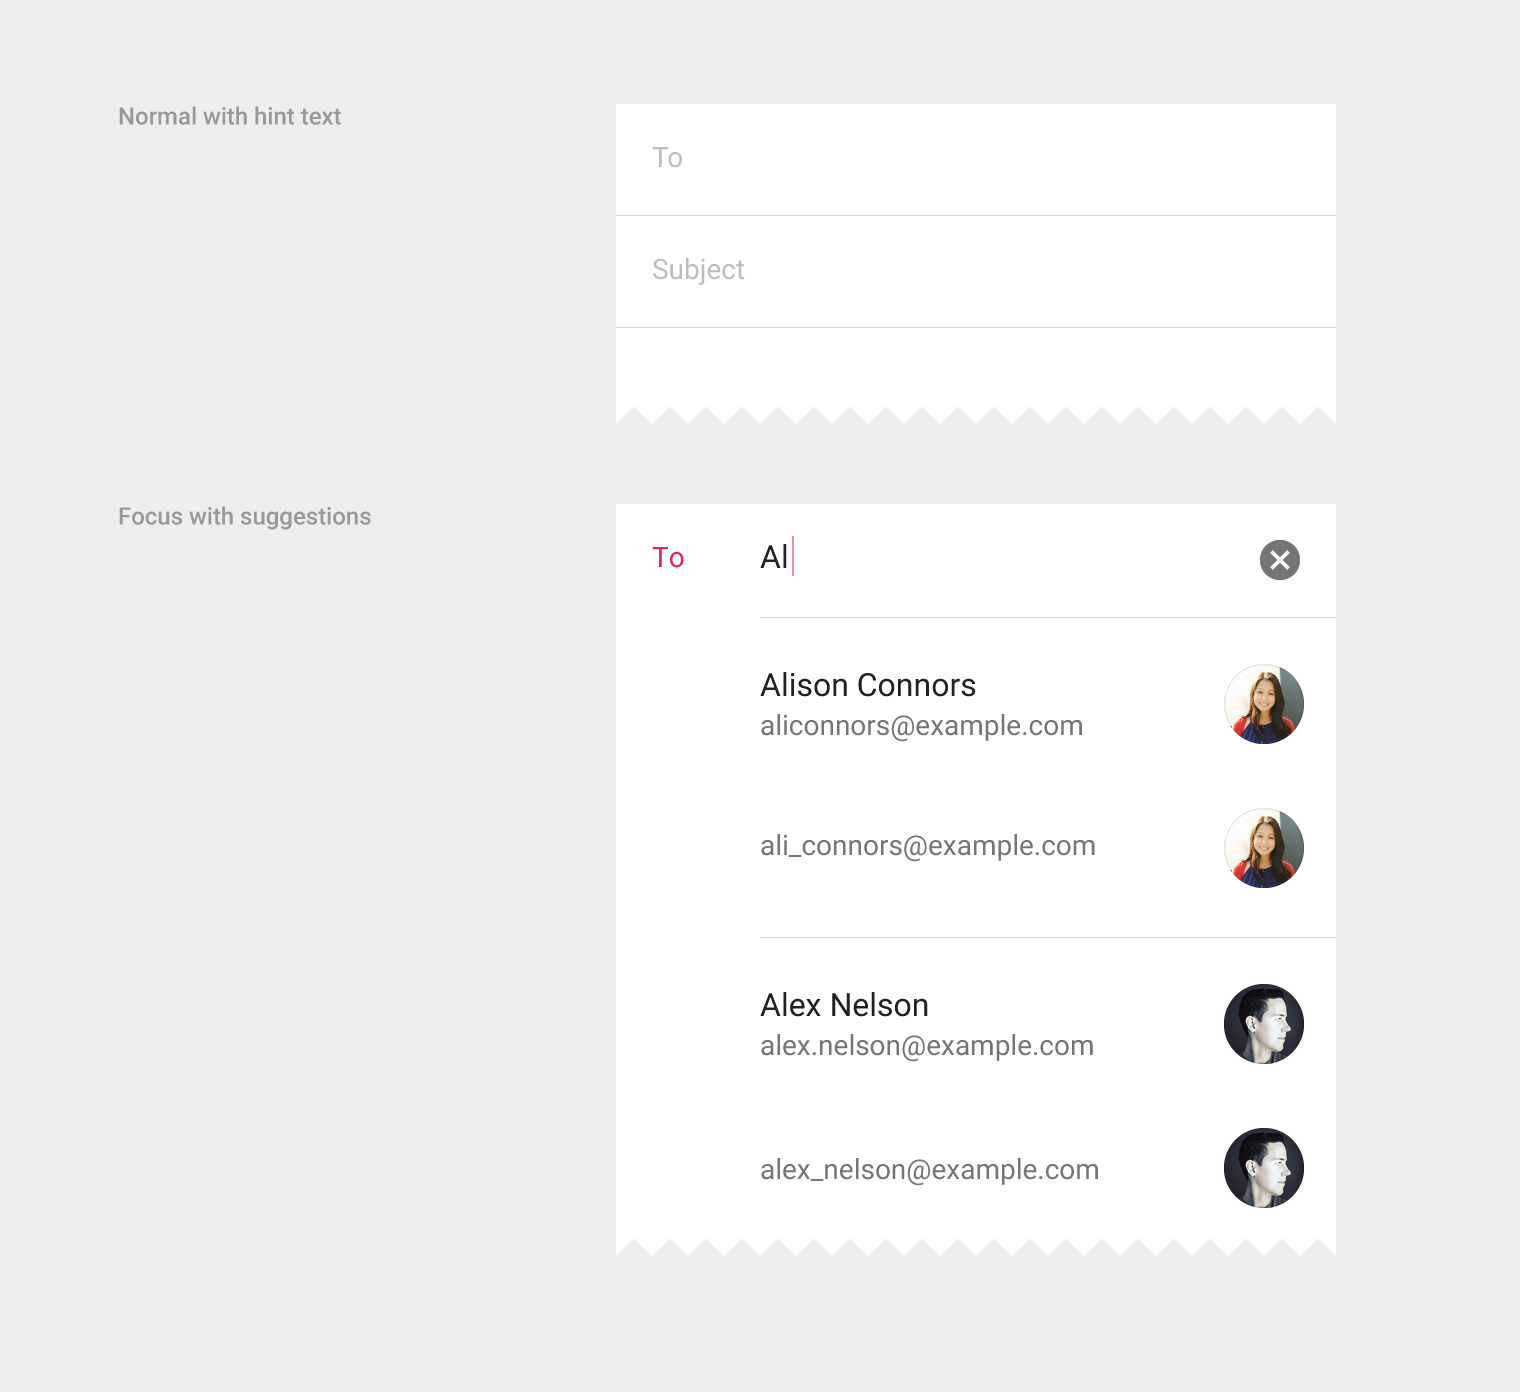 Normal with hint text
To
Subject
Focus with suggestions
To Al
Alison Connors
aliconnors@example.com
ali_connors@example.com
Alex Nelson
alex.nelson@example.com
alex_nelson@example.com